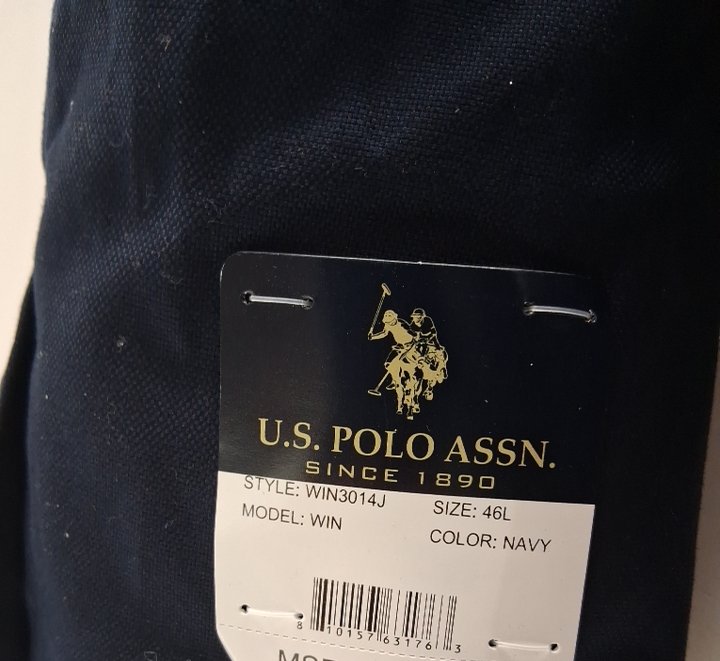 U.S. POLO ASSN.
SINCE 1890
STYLE: WIN3014J SIZE: 46L
MODEL: WIN COLOR: NAVY
8 10157 63176 3